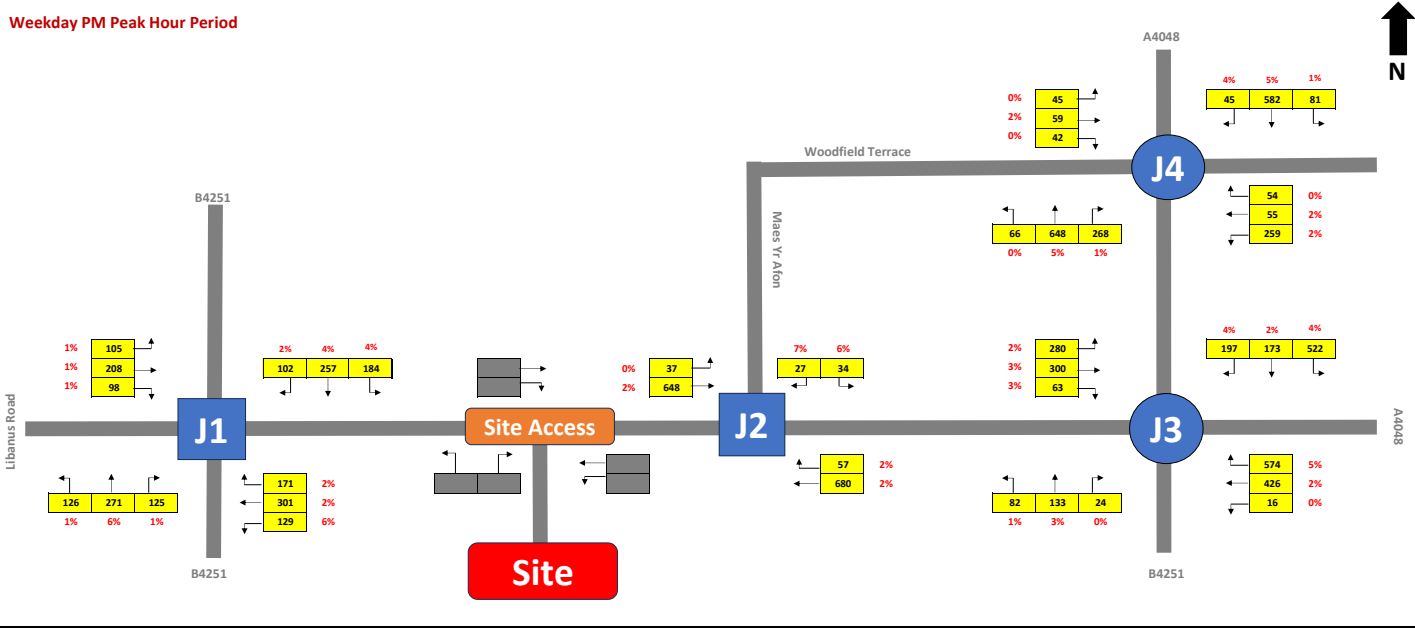 Weekday PM Peak Hour Period
A4048
N
4% 5% 1%
45 582 81
0% 45
2% 59
0% 42
Woodfield Terrace
J4
B4251
54 0%
55 2%
259 2%
66 648 268
0% 5% 1%
Maes Yr Afon
1% 105
1% 208
1% 98
2% 4% 4%
102 257 184
0% 37
2% 648
7% 6%
27 34
2% 280
3% 300
3% 63
4% 2% 4%
197 173 522
Libanus Road
J1
Site Access
J2
J3
A4048
126 271 125
1% 6% 1%
171 2%
301 2%
129 6%
57 2%
680 2%
82 133 24
1% 3% 0%
574 5%
426 2%
16 0%
B4251
Site
B4251